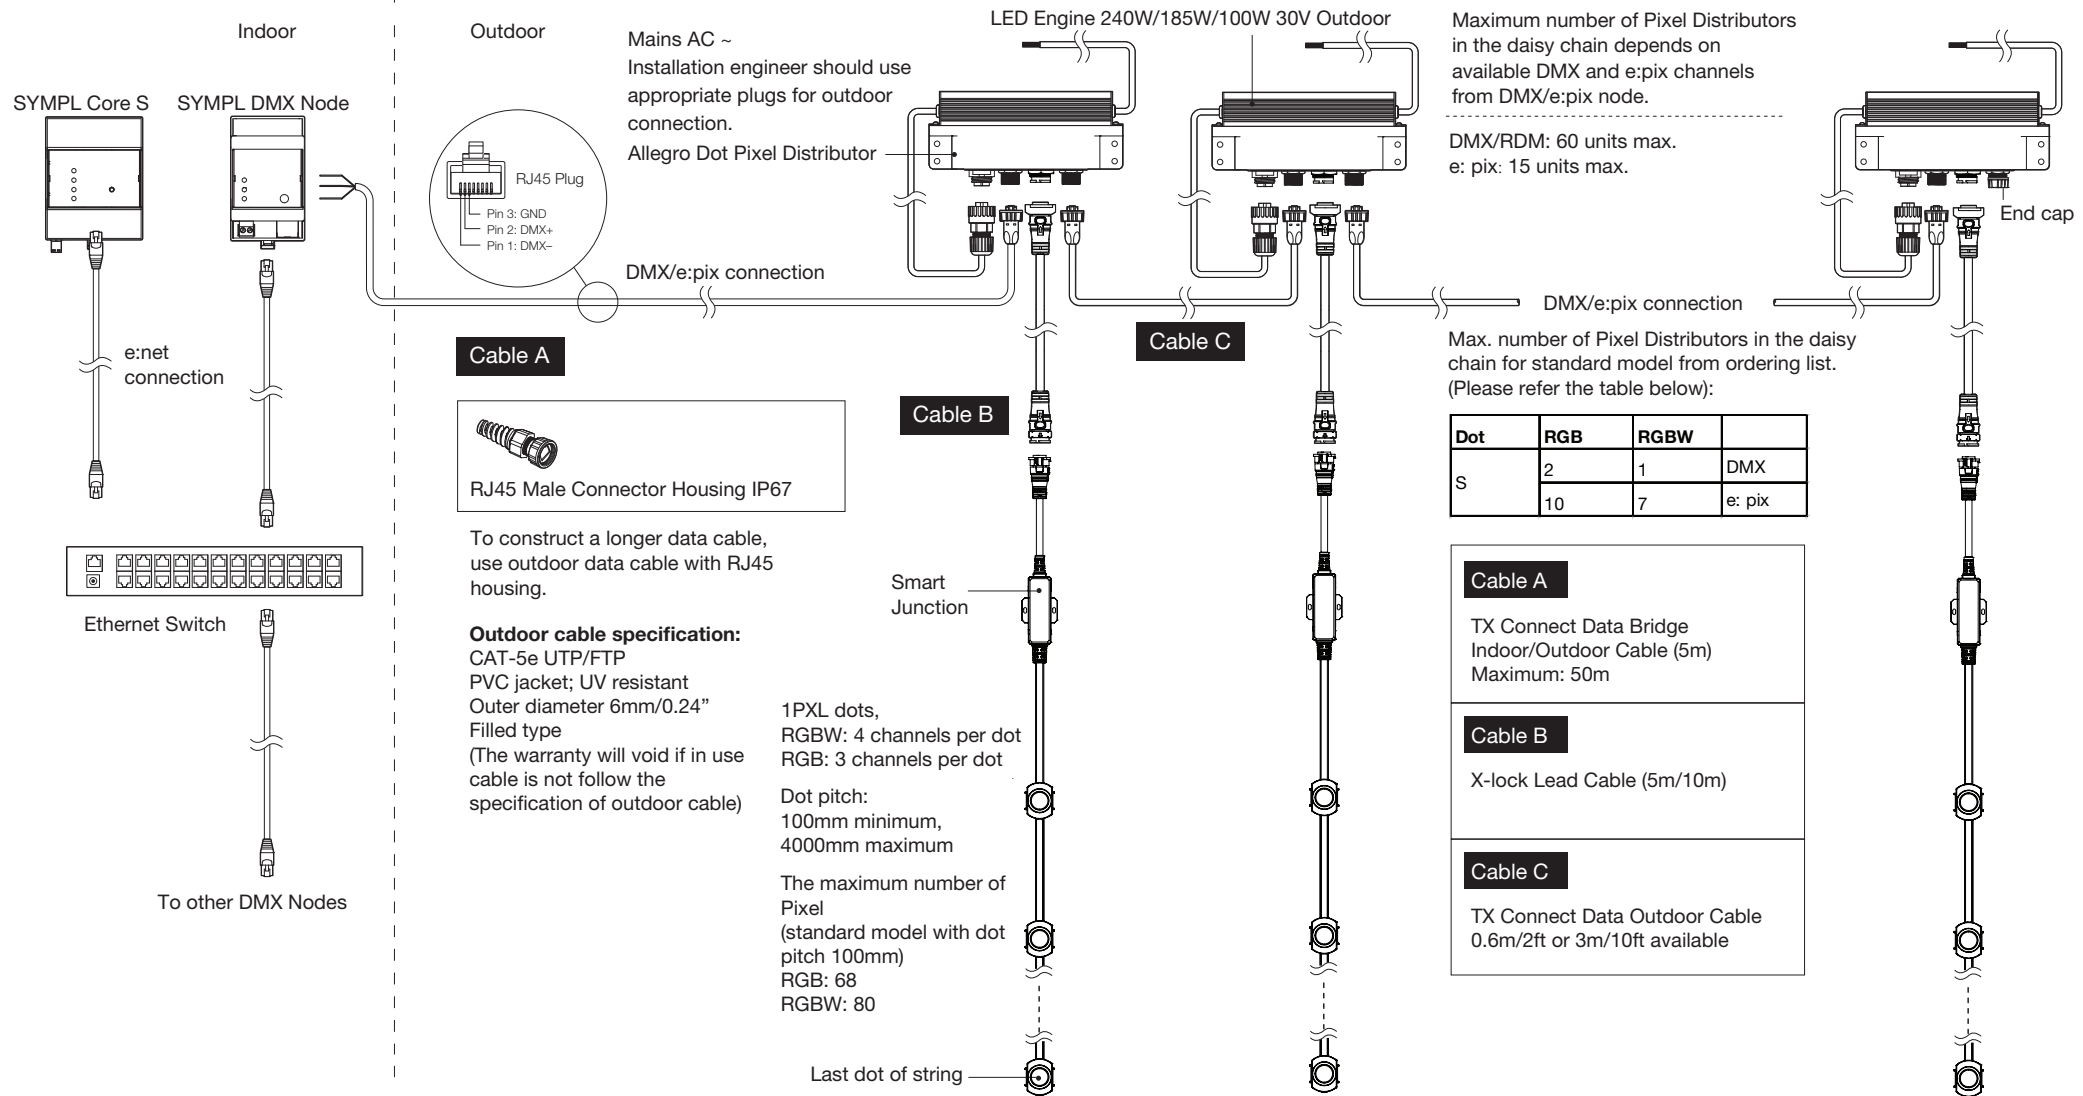 Indoor
Outdoor
SYMPL Core S
SYMPL DMX Node
e:net
connection
Ethernet Switch
To other DMX Nodes
RJ45 Plug
Pin 3: GND
Pin 2: DMX+
Pin 1: DMX–
Mains AC ~
Installation engineer should use
appropriate plugs for outdoor
connection.
Allegro Dot Pixel Distributor
LED Engine 240W/185W/100W 30V Outdoor
DMX/e:pix connection
Cable A
RJ45 Male Connector Housing IP67
To construct a longer data cable,
use outdoor data cable with RJ45
housing.
Outdoor cable specification:
CAT-5e UTP/FTP
PVC jacket; UV resistant
Outer diameter 6mm/0.24”
Filled type
(The warranty will void if in use
cable is not follow the
specification of outdoor cable)
Cable B
Cable C
Smart
Junction
1PXL dots,
RGBW: 4 channels per dot
RGB: 3 channels per dot
Dot pitch:
100mm minimum,
4000mm maximum
The maximum number of
Pixel
(standard model with dot
pitch 100mm)
RGB: 68
RGBW: 80
Last dot of string
Maximum number of Pixel Distributors
in the daisy chain depends on
available DMX and e:pix channels
from DMX/e:pix node.
DMX/RDM: 60 units max.
e: pix: 15 units max.
End cap
DMX/e:pix connection
Max. number of Pixel Distributors in the daisy
chain for standard model from ordering list.
(Please refer the table below):
Dot RGB RGBW
S 2 1 DMX
10 7 e: pix
Cable A
TX Connect Data Bridge
Indoor/Outdoor Cable (5m)
Maximum: 50m
Cable B
X-lock Lead Cable (5m/10m)
Cable C
TX Connect Data Outdoor Cable
0.6m/2ft or 3m/10ft available